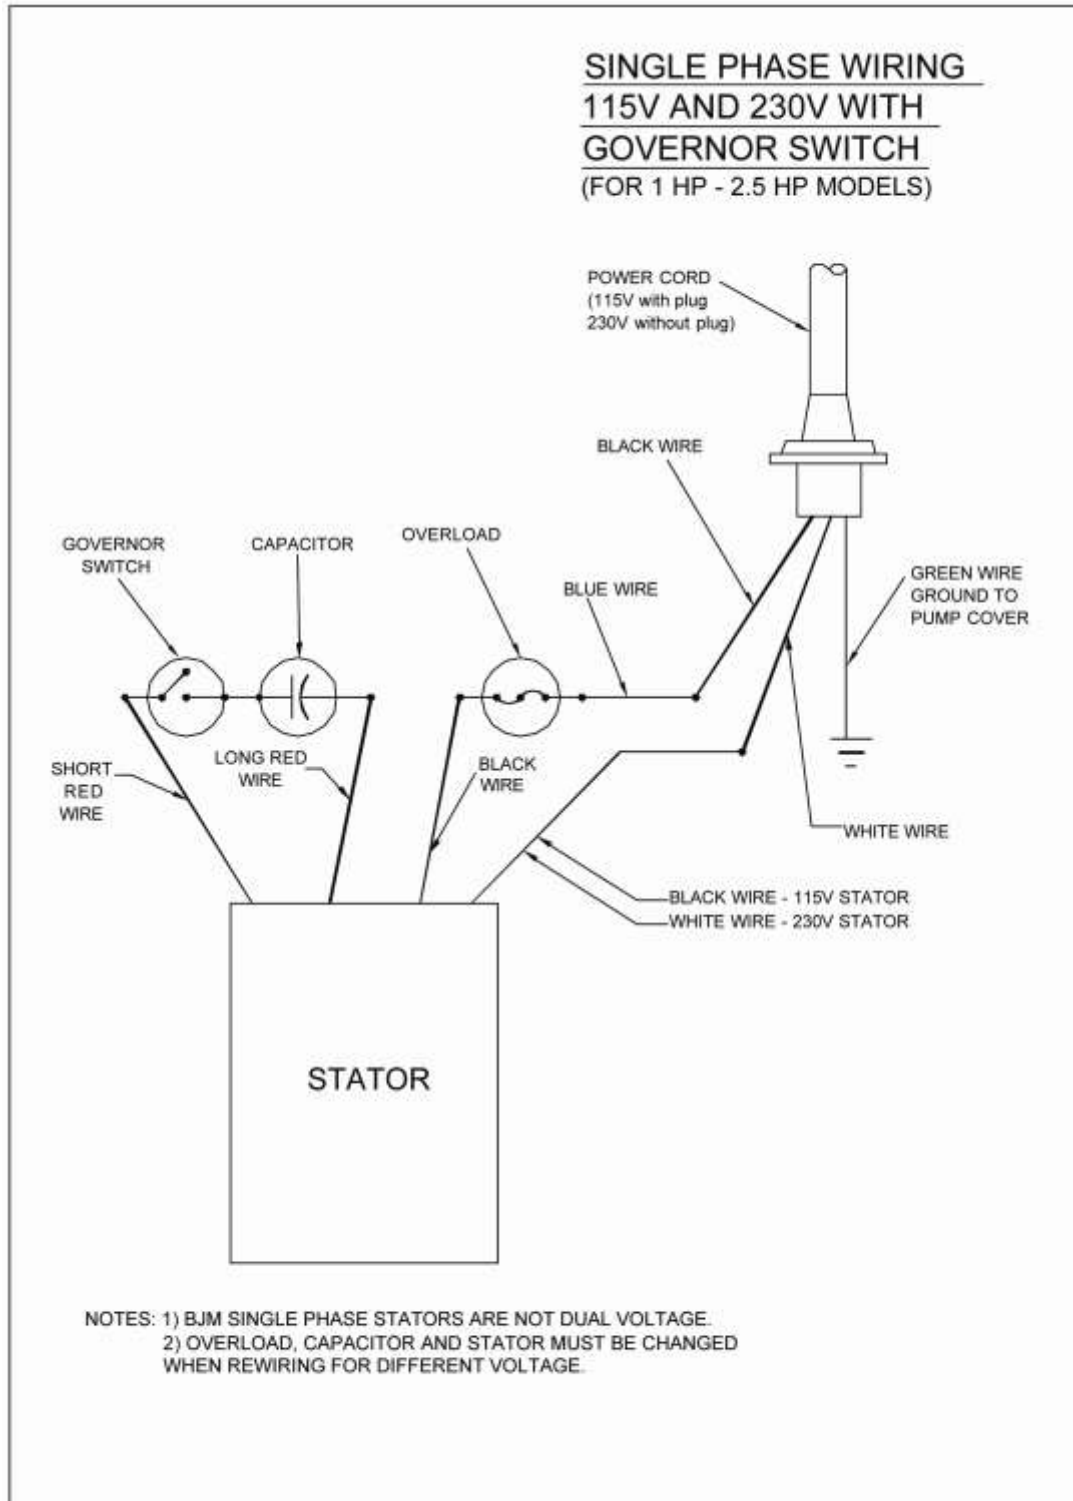 SINGLE PHASE WIRING
115V AND 230V WITH
GOVERNOR SWITCH
(FOR 1 HP - 2.5 HP MODELS)
POWER CORD
(115V with plug
230V without plug)
BLACK WIRE
OVERLOAD
GOVERNOR
SWITCH
CAPACITOR
BLUE WIRE
GREEN WIRE
GROUND TO
PUMP COVER
SHORT
RED
WIRE
LONG RED
WIRE
BLACK
WIRE
WHITE WIRE
BLACK WIRE - 115V STATOR
WHITE WIRE - 230V STATOR
STATOR
NOTES: 1) BJM SINGLE PHASE STATORS ARE NOT DUAL VOLTAGE.
2) OVERLOAD, CAPACITOR AND STATOR MUST BE CHANGED
WHEN REWIRING FOR DIFFERENT VOLTAGE.